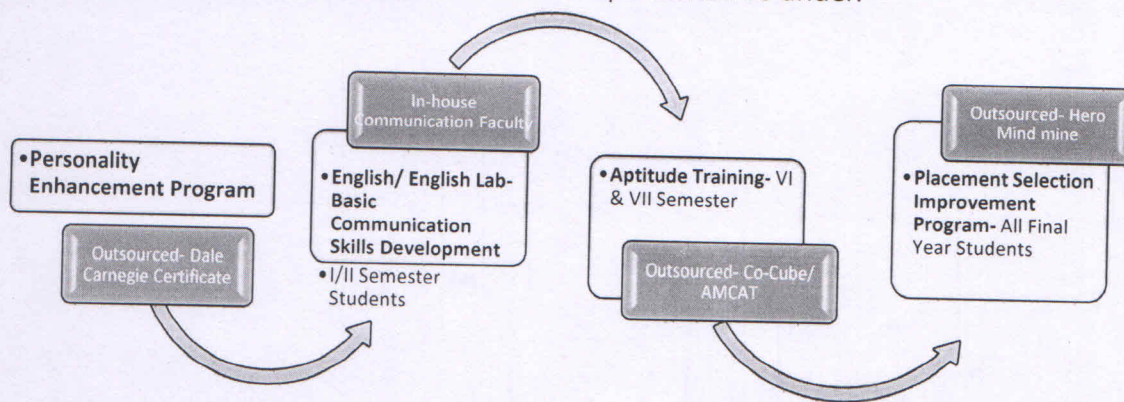 under.
•Personality
Enhancement Program
Outsourced- Dale
Carnegie Certificate
In-house
Communication Faculty
•English/ English Lab-
Basic
Communication
Skills Development
•I/II Semester
Students
•Aptitude Training- VI
& VII Semester
Outsourced- Co-Cube/
AMCAT
Outsourced- Hero
Mind mine
•Placement Selection
Improvement
Program- All Final
Year Students